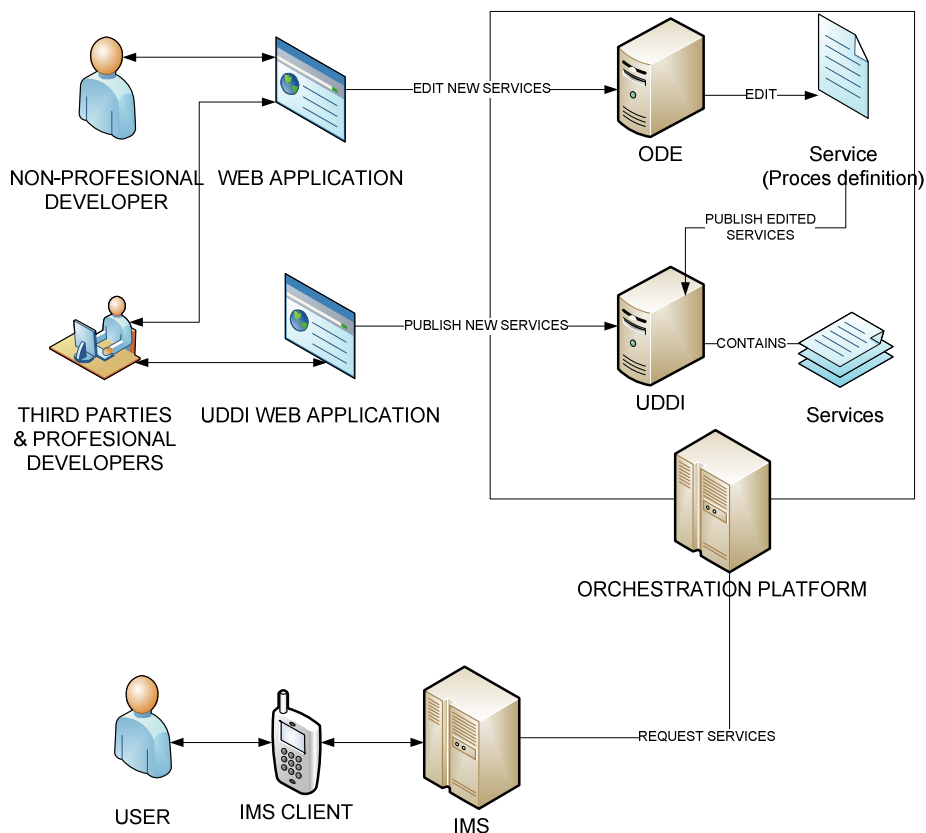 EDIT NEW SERVICES
EDIT
ODE
Service
(Proces definition)
NON-PROFESIONAL
DEVELOPER
WEB APPLICATION
PUBLISH EDITED
SERVICES
PUBLISH NEW SERVICES
CONTAINS
UDDI
Services
THIRD PARTIES
& PROFESIONAL
DEVELOPERS
UDDI WEB APPLICATION
ORCHESTRATION PLATFORM
REQUEST SERVICES
USER
IMS CLIENT
IMS